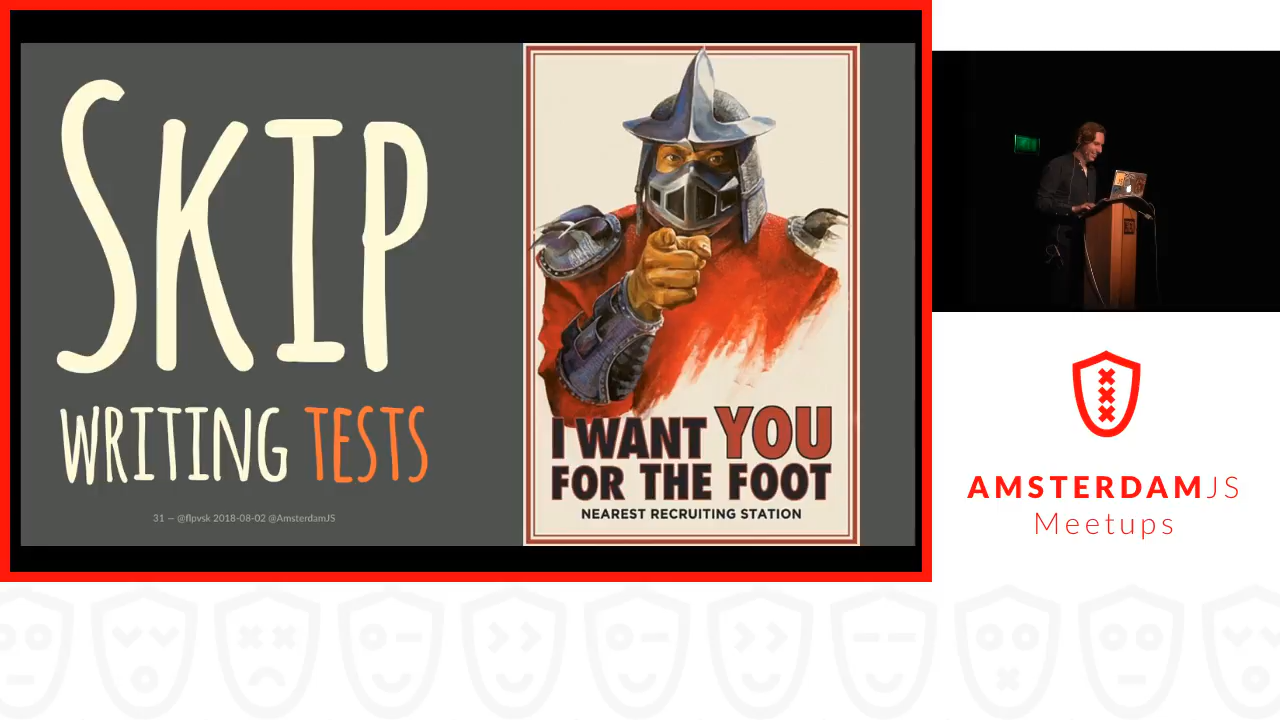 SKIP
WRITING TESTS
31 — @flpvsk 2018-08-02 @AmsterdamJS
I WANT YOU
FOR THE FOOT
NEAREST RECRUITING STATION
AMSTERDAMJS
Meetups